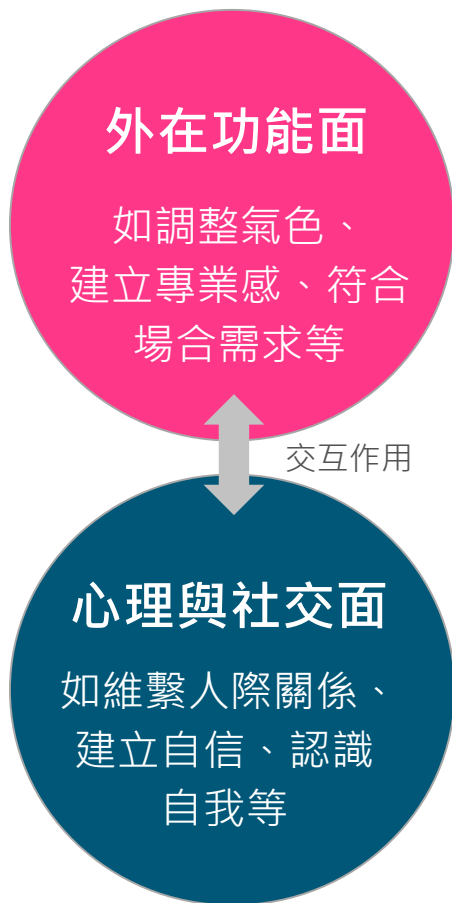 外在功能面
如調整氣色、
建立專業感、符合
場合需求等
交互作用
心理與社交面
如維繫人際關係、
建立自信、認識
自我等